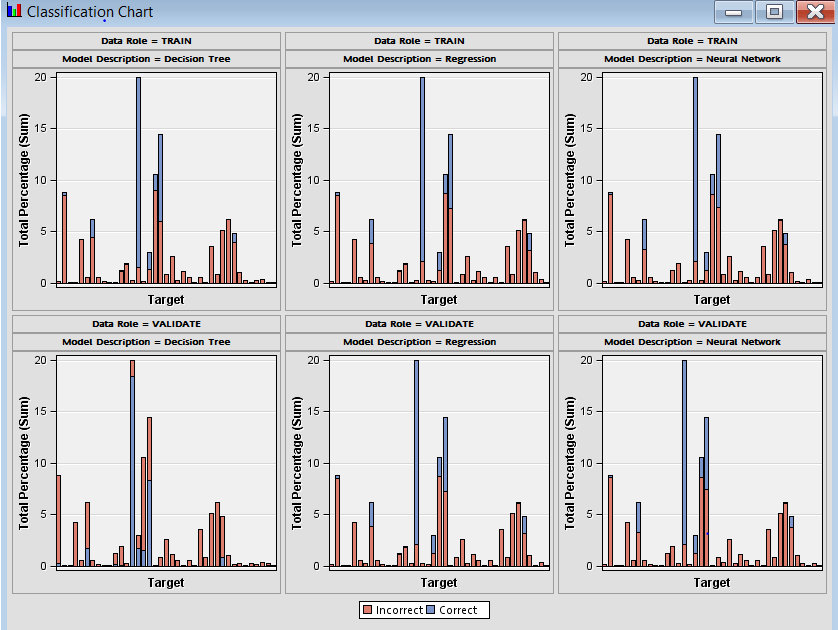 Classification Chart
Data Role = TRAIN
Model Description = Decision Tree
20
15
10
5
0
Total Percentage (Sum)
Target
Data Role = TRAIN
Model Description = Regression
20
15
10
5
0
Total Percentage (Sum)
Target
Data Role = TRAIN
Model Description = Neural Network
20
15
10
5
0
Total Percentage (Sum)
Target
Data Role = VALIDATE
Model Description = Decision Tree
20
15
10
5
0
Total Percentage (Sum)
Target
Data Role = VALIDATE
Model Description = Regression
20
15
10
5
0
Total Percentage (Sum)
Target
Data Role = VALIDATE
Model Description = Neural Network
20
15
10
5
0
Total Percentage (Sum)
Target
Incorrect Correct